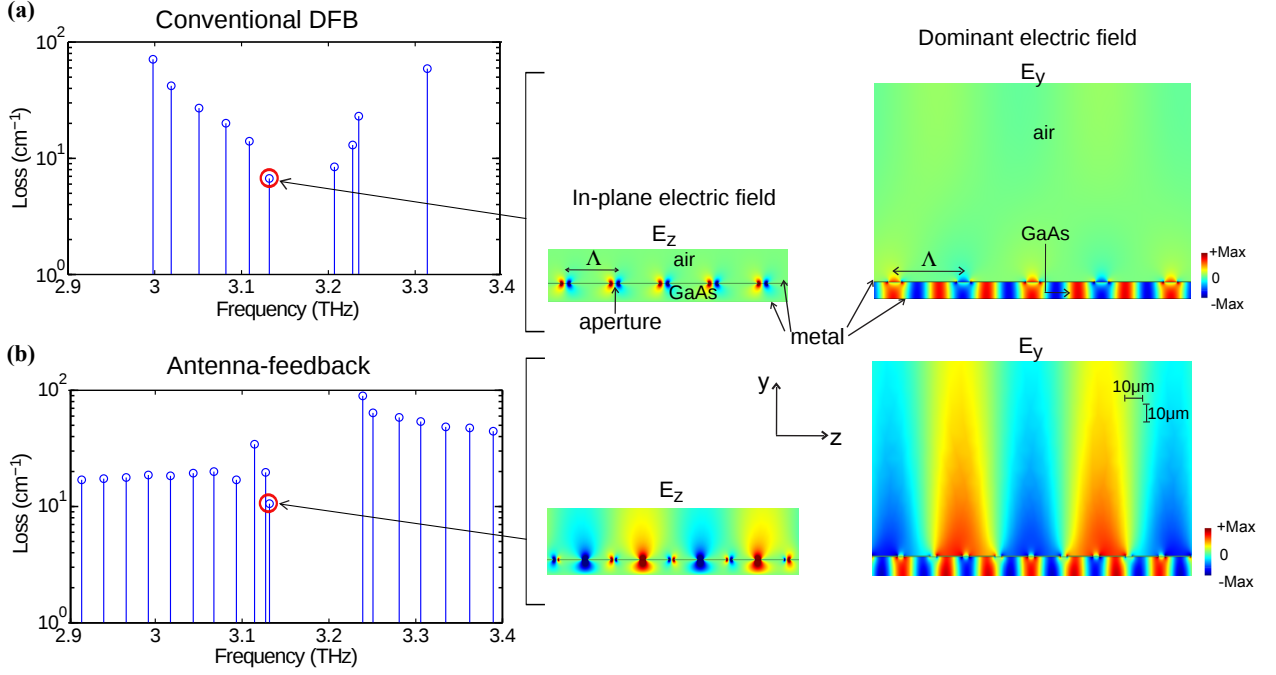 (a)
Conventional DFB
10²
10¹
10⁰
Loss (cm⁻¹)
2.9
3
3.1
3.2
3.3
3.4
Frequency (THz)
In-plane electric field
E_z
air
Λ
GaAs
aperture
metal
Dominant electric field
E_y
air
GaAs
Λ
+Max
0
-Max
(b)
Antenna-feedback
10²
10¹
10⁰
Loss (cm⁻¹)
2.9
3
3.1
3.2
3.3
3.4
Frequency (THz)
E_z
y
z
E_y
10μm
10μm
+Max
0
-Max